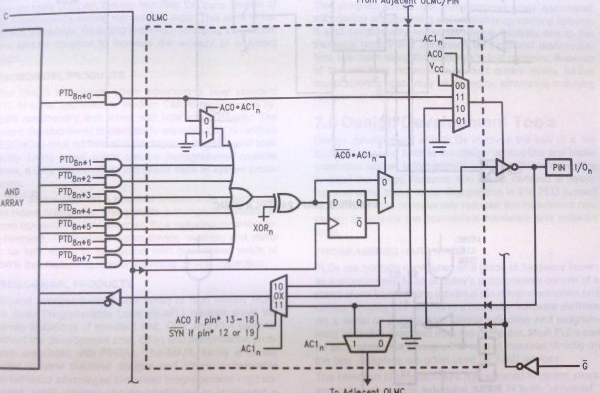 From Adjacent OLMC/PIN
C
OLMC
AC1n
AC0
VCC
00
11
10
01
PTD8n+0
AC0•AC1n
0
1
AC0•AC1n
0
1
PTD8n+1
PTD8n+2
PTD8n+3
PTD8n+4
PTD8n+5
PTD8n+6
PTD8n+7
AND
ARRAY
XORn
D Q
Q
PIN I/On
10
0X
11
AC0 if pin* 13-18
SYN if pin* 12 or 19
AC1n
AC1n
1 0
G
To Adjacent OLMC